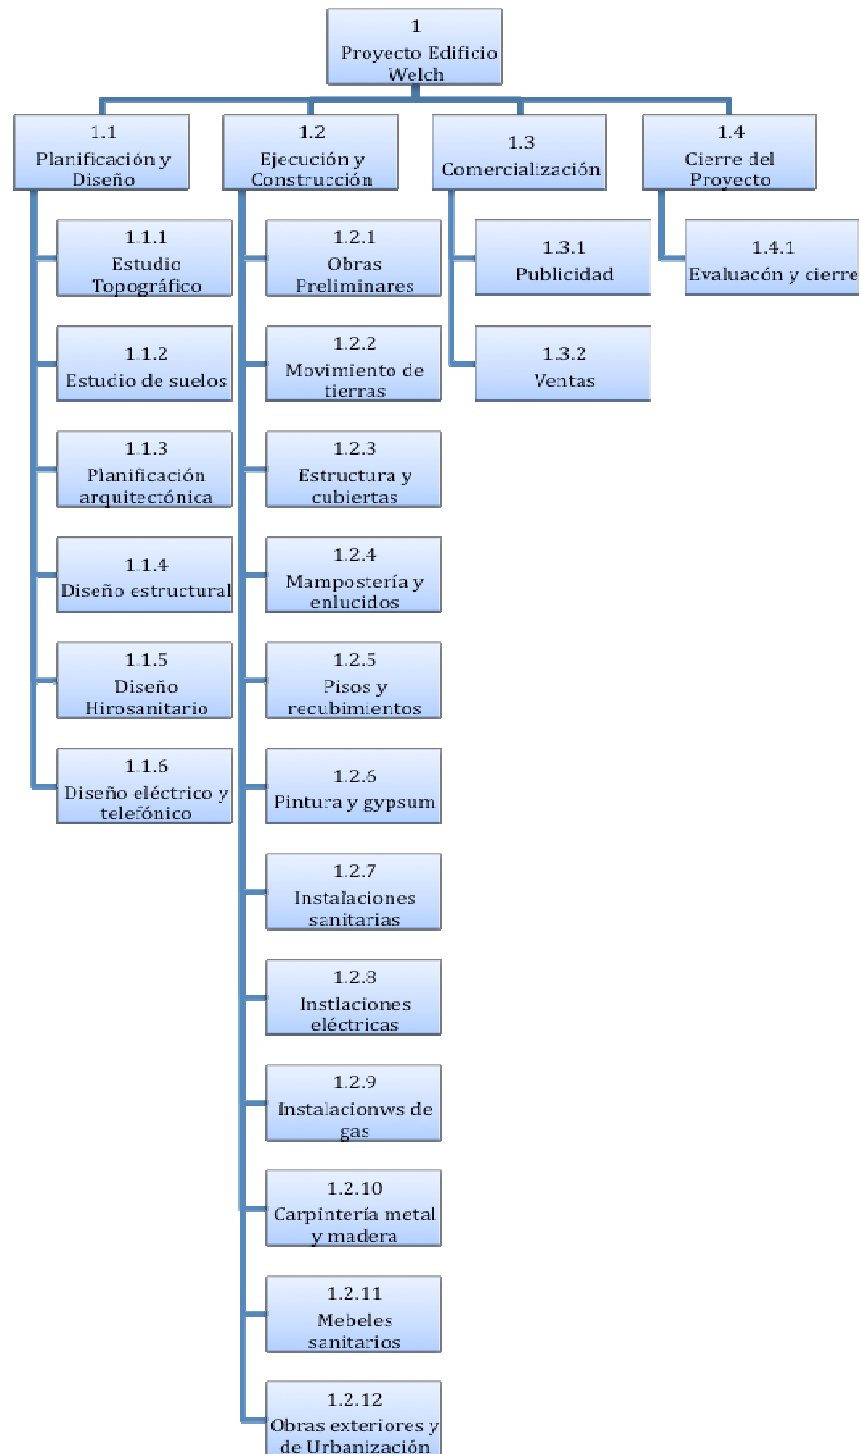 1
Proyecto Edificio
Welch
1.1
Planificación y
Diseño
1.2
Ejecución y
Construcción
1.3
Comercialización
1.4
Cierre del
Proyecto
1.1.1
Estudio
Topográfico
1.1.2
Estudio de suelos
1.1.3
Planificación
arquitectónica
1.1.4
Diseño estructural
1.1.5
Diseño
Hirosanitario
1.1.6
Diseño eléctrico y
telefónico
1.2.1
Obras
Preliminares
1.2.2
Movimiento de
tierras
1.2.3
Estructura y
cubiertas
1.2.4
Mampostería y
enlucidos
1.2.5
Pisos y
recubimientos
1.2.6
Pintura y gypsum
1.2.7
Instalaciones
sanitarias
1.2.8
Instlaciones
eléctricas
1.2.9
Instalacionws de
gas
1.2.10
Carpintería metal
y madera
1.2.11
Mebeles
sanitarios
1.2.12
Obras exteriores y
de Urbanización
1.3.1
Publicidad
1.3.2
Ventas
1.4.1
Evaluacón y cierre